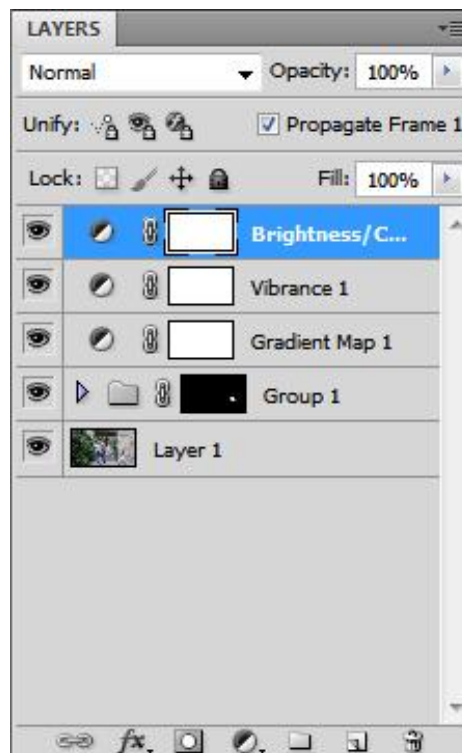 LAYERS
Normal Opacity: 100%
Unify: Propagate Frame 1
Lock: Fill: 100%
Brightness/C...
Vibrance 1
Gradient Map 1
Group 1
Layer 1
fx.